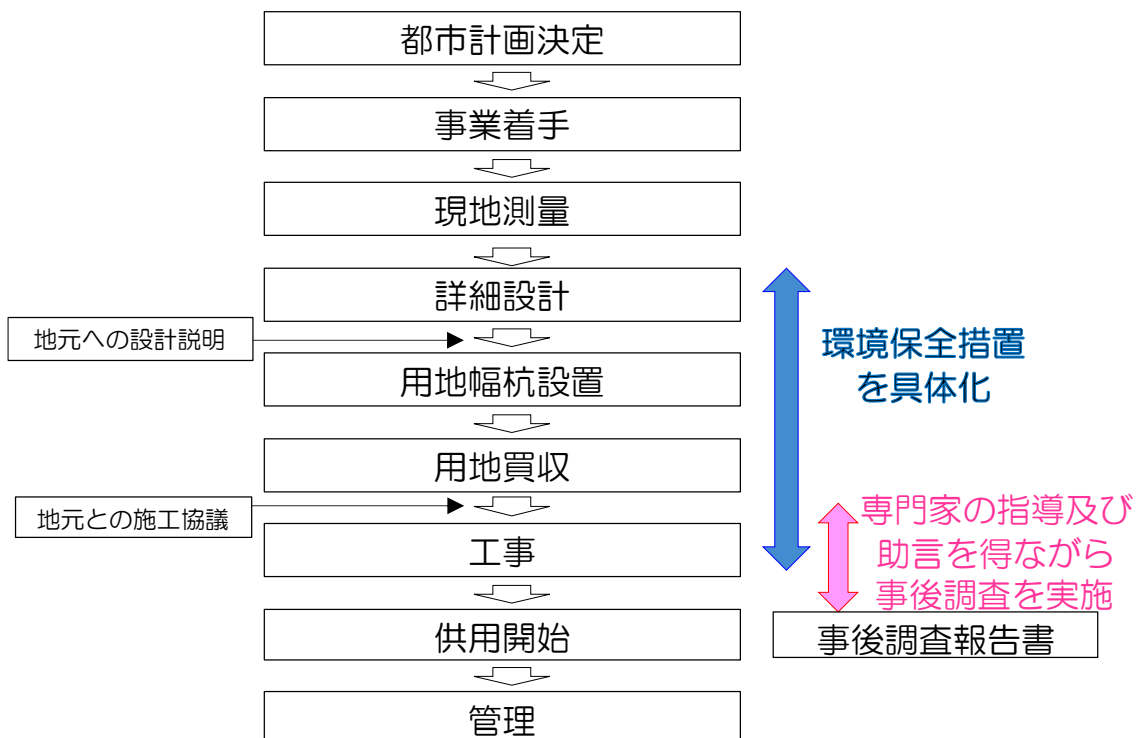 都市計画決定
事業着手
現地測量
詳細設計
地元への設計説明
用地幅杭設置
用地買収
地元との施工協議
工事
供用開始
管理
環境保全措置
を具体化
専門家の指導及び
助言を得ながら
事後調査を実施
事後調査報告書